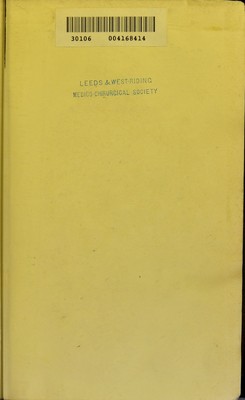 30106 004168414
LEEDS & WEST-RIDING
MEDICO-CHIRURGICAL SOCIETY